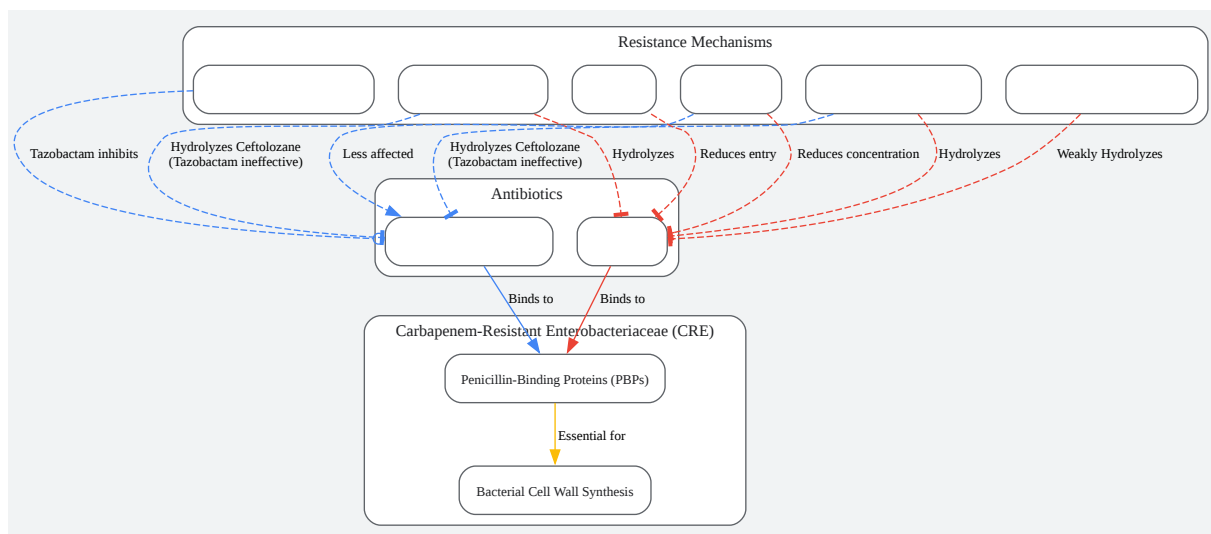 Resistance Mechanisms
Tazobactam inhibits
Hydrolyzes Ceftolozane
(Tazobactam ineffective)
Less affected
Hydrolyzes Ceftolozane
(Tazobactam ineffective)
Hydrolyzes
Reduces entry
Reduces concentration
Hydrolyzes
Weakly Hydrolyzes
Antibiotics
Binds to
Binds to
Carbapenem-Resistant Enterobacteriaceae (CRE)
Penicillin-Binding Proteins (PBPs)
Essential for
Bacterial Cell Wall Synthesis